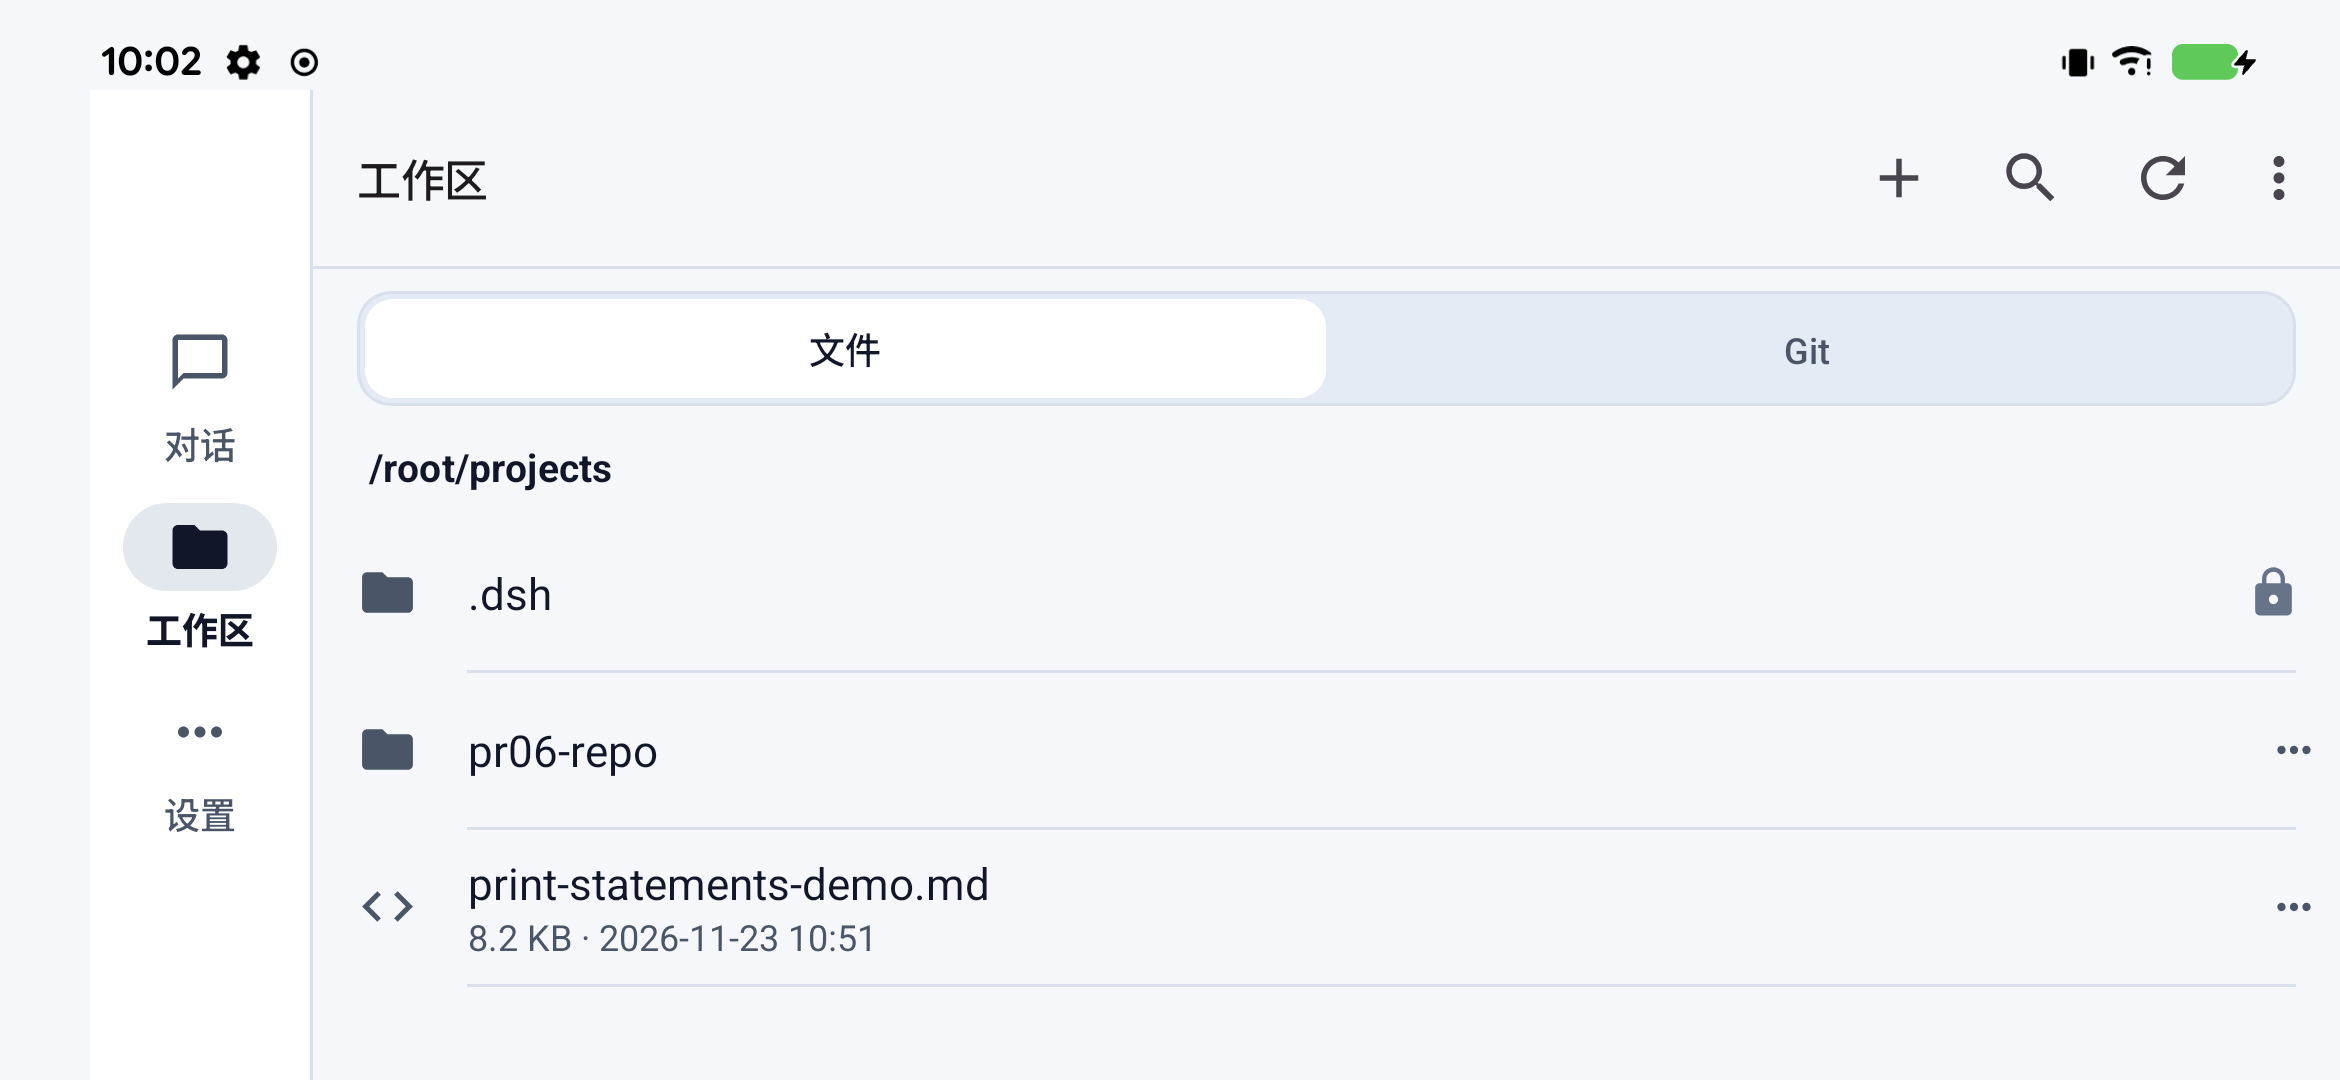 10:02
工作区
文件
Git
/root/projects
.dsh
pr06-repo
print-statements-demo.md
8.2 KB · 2026-11-23 10:51
对话
工作区
设置